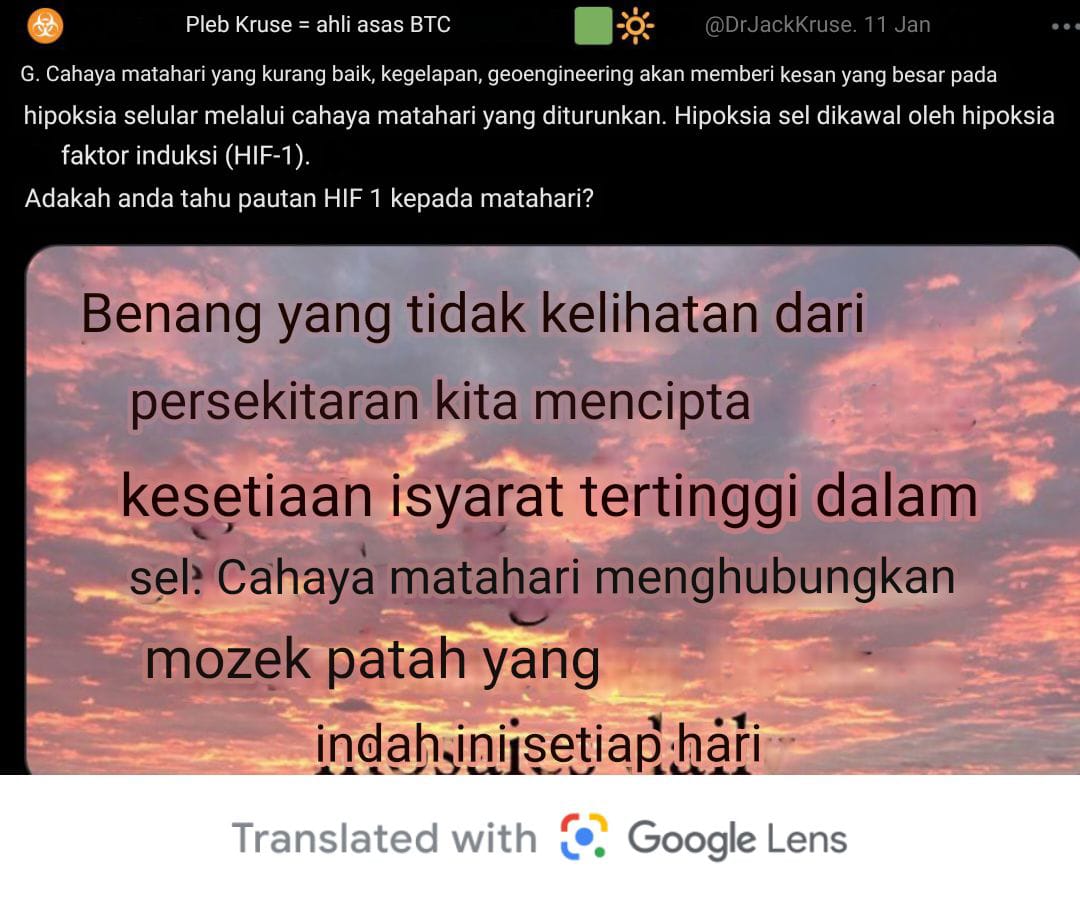 Pleb Kruse = ahli asas BTC @DrJackKruse. 11 Jan
G. Cahaya matahari yang kurang baik, kegelapan, geoengineering akan memberi kesan yang besar pada
hipoksia selular melalui cahaya matahari yang diturunkan. Hipoksia sel dikawal oleh hipoksia
faktor induksi (HIF-1).
Adakah anda tahu pautan HIF 1 kepada matahari?
Benang yang tidak kelihatan dari
persekitaran kita mencipta
kesetiaan isyarat tertinggi dalam
sel. Cahaya matahari menghubungkan
mozek patah yang
indah ini setiap hari
Translated with Google Lens